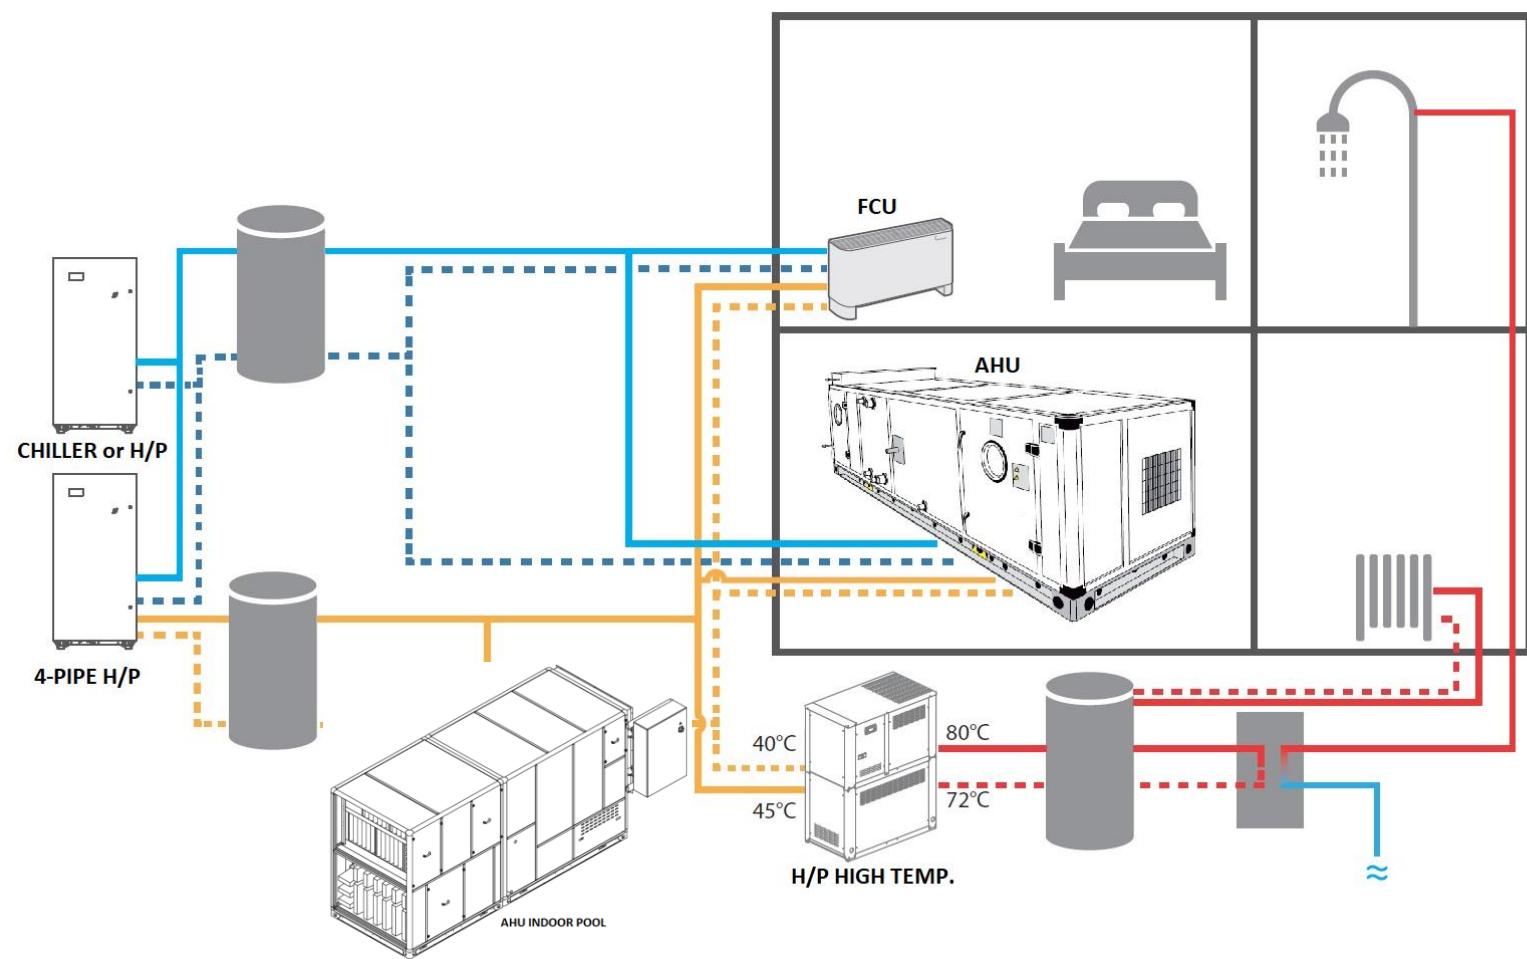 FCU
AHU
CHILLER or H/P
4-PIPE H/P
40°C
80°C
45°C
72°C
H/P HIGH TEMP.
AHU INDOOR POOL